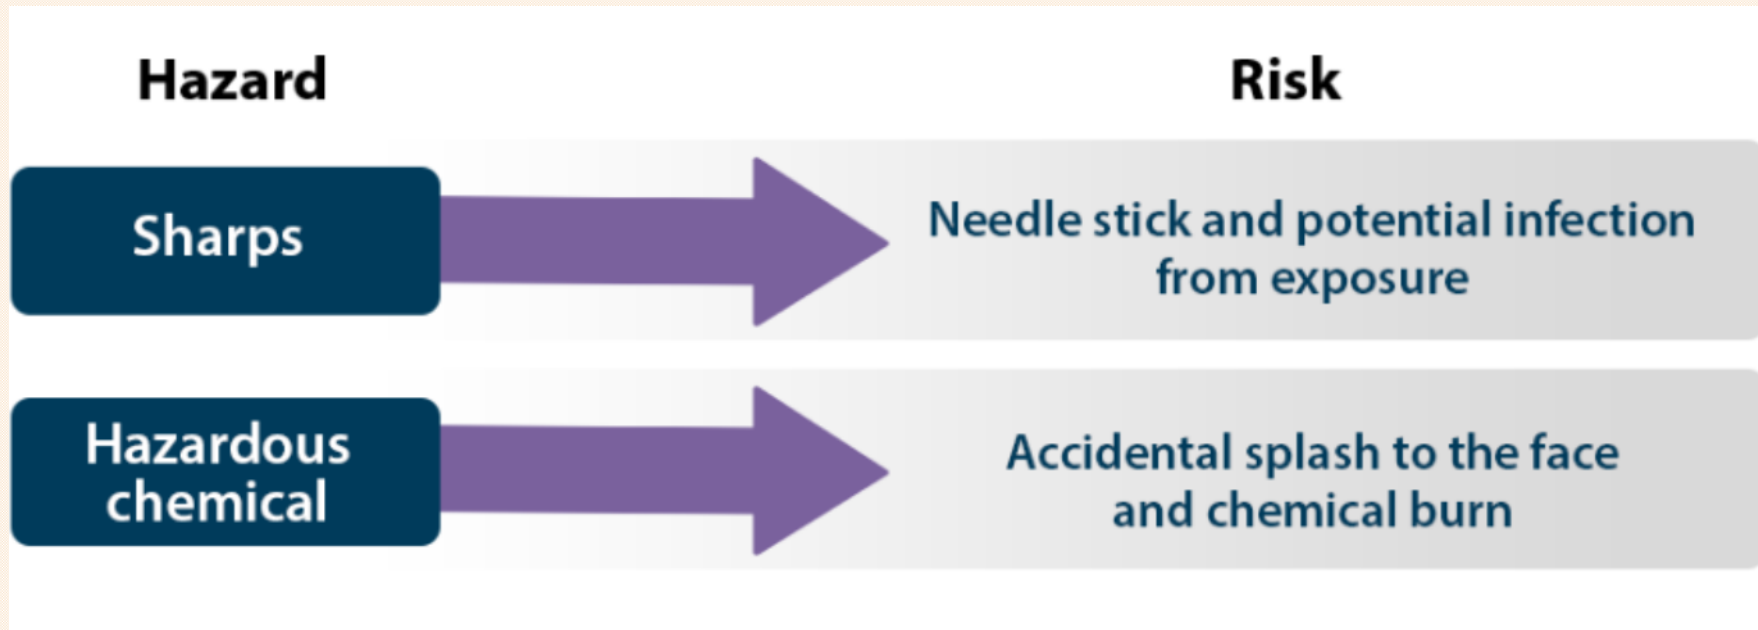 Hazard
Risk
Sharps
Needle stick and potential infection
from exposure
Hazardous
chemical
Accidental splash to the face
and chemical burn